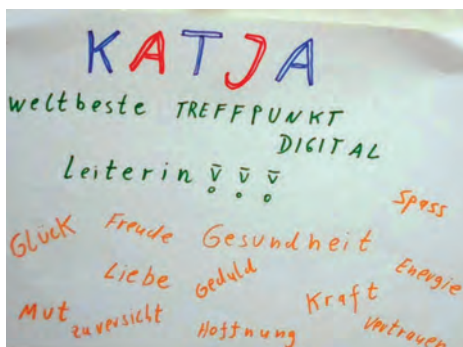 KATJA
weltbeste TREFFPUNKT
DIGITAL
Leiterin !!!
Spass
Glück Freude Gesundheit
Liebe Geduld Energie
Mut zuversicht Kraft
Hoffnung Vertrauen